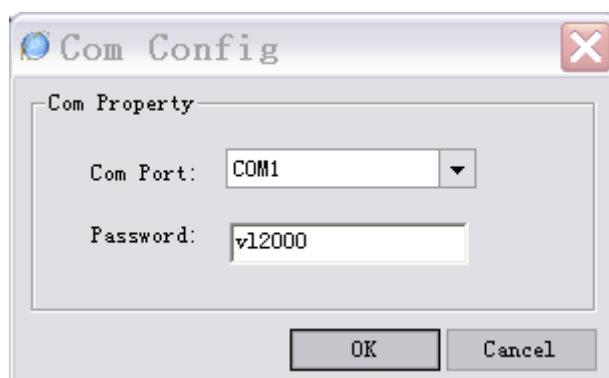 Com Config
Com Property
Com Port: COM1
Password: vl2000
OK Cancel